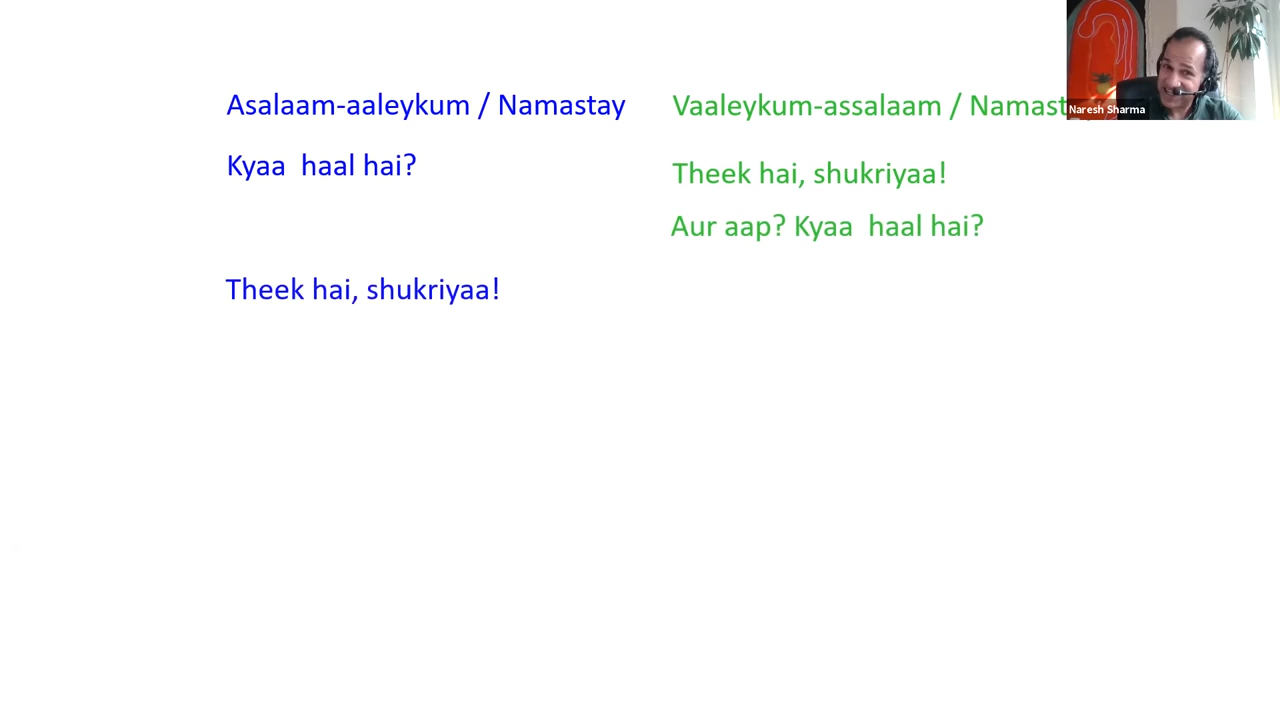 Asalaam-aaleykum / Namastay
Vaaleykum-assalaam / Namast
Naresh Sharma
Kyaa haal hai?
Theek hai, shukriyaa!
Aur aap? Kyaa haal hai?
Theek hai, shukriyaa!